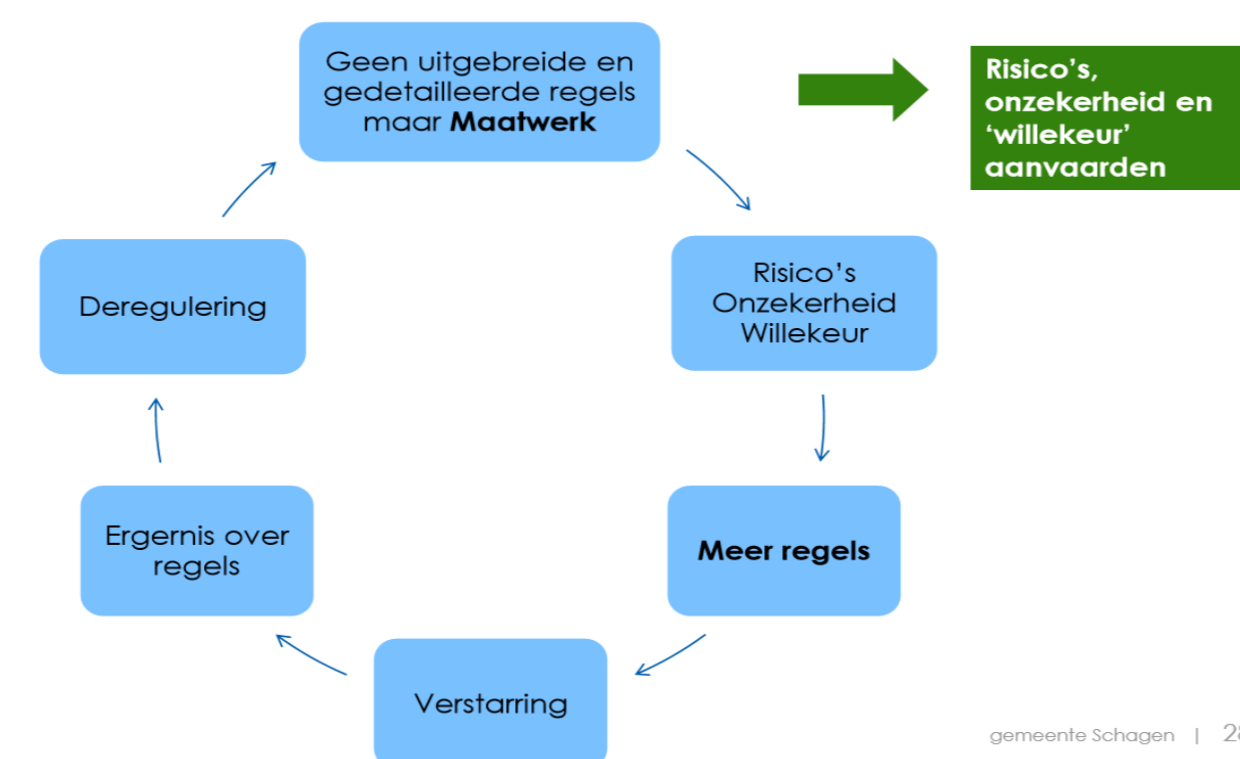 Geen uitgebreide en
gedetailleerde regels
maar Maatwerk
Risico's,
onzekerheid en
‘willekeur’
aanvaarden
Risico's
Onzekerheid
Willekeur
Meer regels
Verstarring
Ergernis over
regels
Deregulering
gemeente Schagen | 28